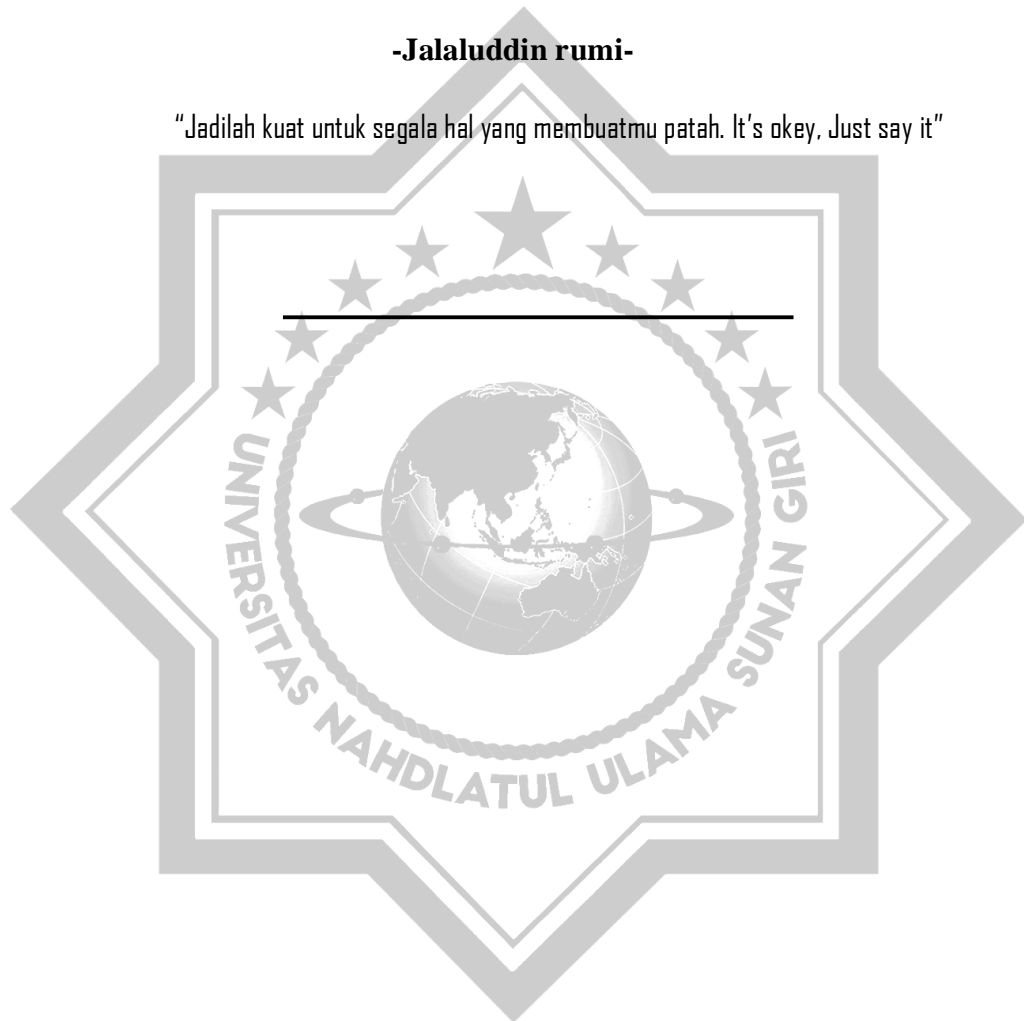 -Jalaluddin rumi-
“Jadilah kuat untuk segala hal yang membuatmu patah. It’s okey, Just say it”
UNIVERSITAS NAHDLATUL ULAMA SUNAN GIRI